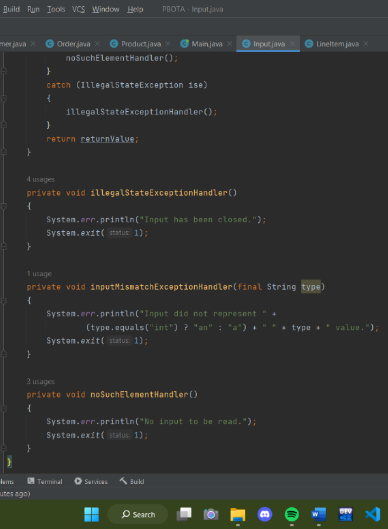 Build Run Tools VCS Window Help PBOTA - Input.java
mer.java Order.java Product.java Main.java Input.java LineItem.java
noSuchElementHandler();
}
catch (IllegalStateException ise)
{
illegalStateExceptionHandler();
}
return returnValue;
}
4 usages
private void illegalStateExceptionHandler()
{
System.err.println("Input has been closed.");
System.exit( status: 1);
}
1 usage
private void inputMismatchExceptionHandler(final String type)
{
System.err.println("Input did not represent " +
(type.equals("int") ? "an" : "a") + " " + type + " value.");
System.exit( status: 1);
}
3 usages
private void noSuchElementHandler()
{
System.err.println("No input to be read.");
System.exit( status: 1);
}
}
lems Terminal Services Build
utes ago)
Search